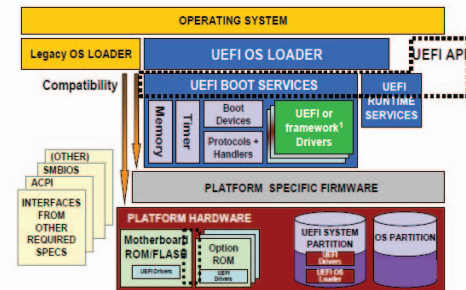 OPERATING SYSTEM
Legacy OS LOADER
UEFI OS LOADER
UEFI API
Compatibility
UEFI BOOT SERVICES
UEFI
RUNTIME
SERVICES
Memory
Timer
Boot
Devices
Protocols +
Handlers
UEFI or
framework¹
Drivers
(OTHER)
SMBIOS
ACPI
INTERFACES
FROM
OTHER
REQUIRED
SPECS
PLATFORM SPECIFIC FIRMWARE
PLATFORM HARDWARE
Motherboard
ROM/FLASH
UEFI Drivers
Option
ROM
UEFI
Drivers
UEFI SYSTEM
PARTITION
UEFI
Drivers
UEFI OS
Loader
OS PARTITION